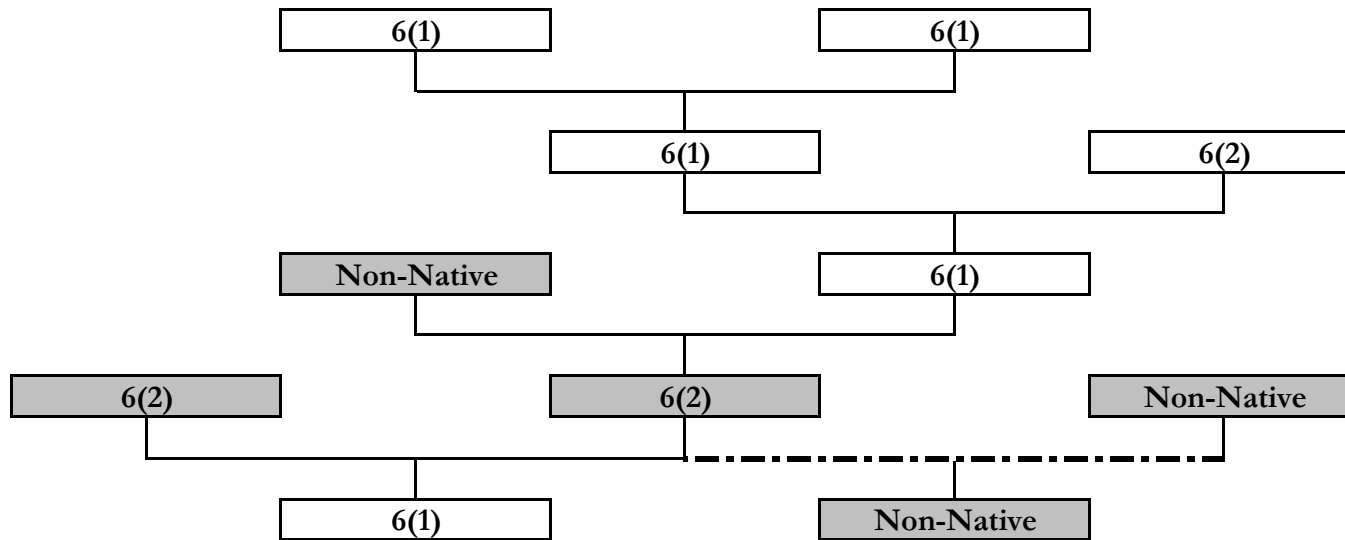 6(1) 6(1)
6(1) 6(2)
Non-Native 6(1)
6(2) 6(2) Non-Native
6(1) Non-Native